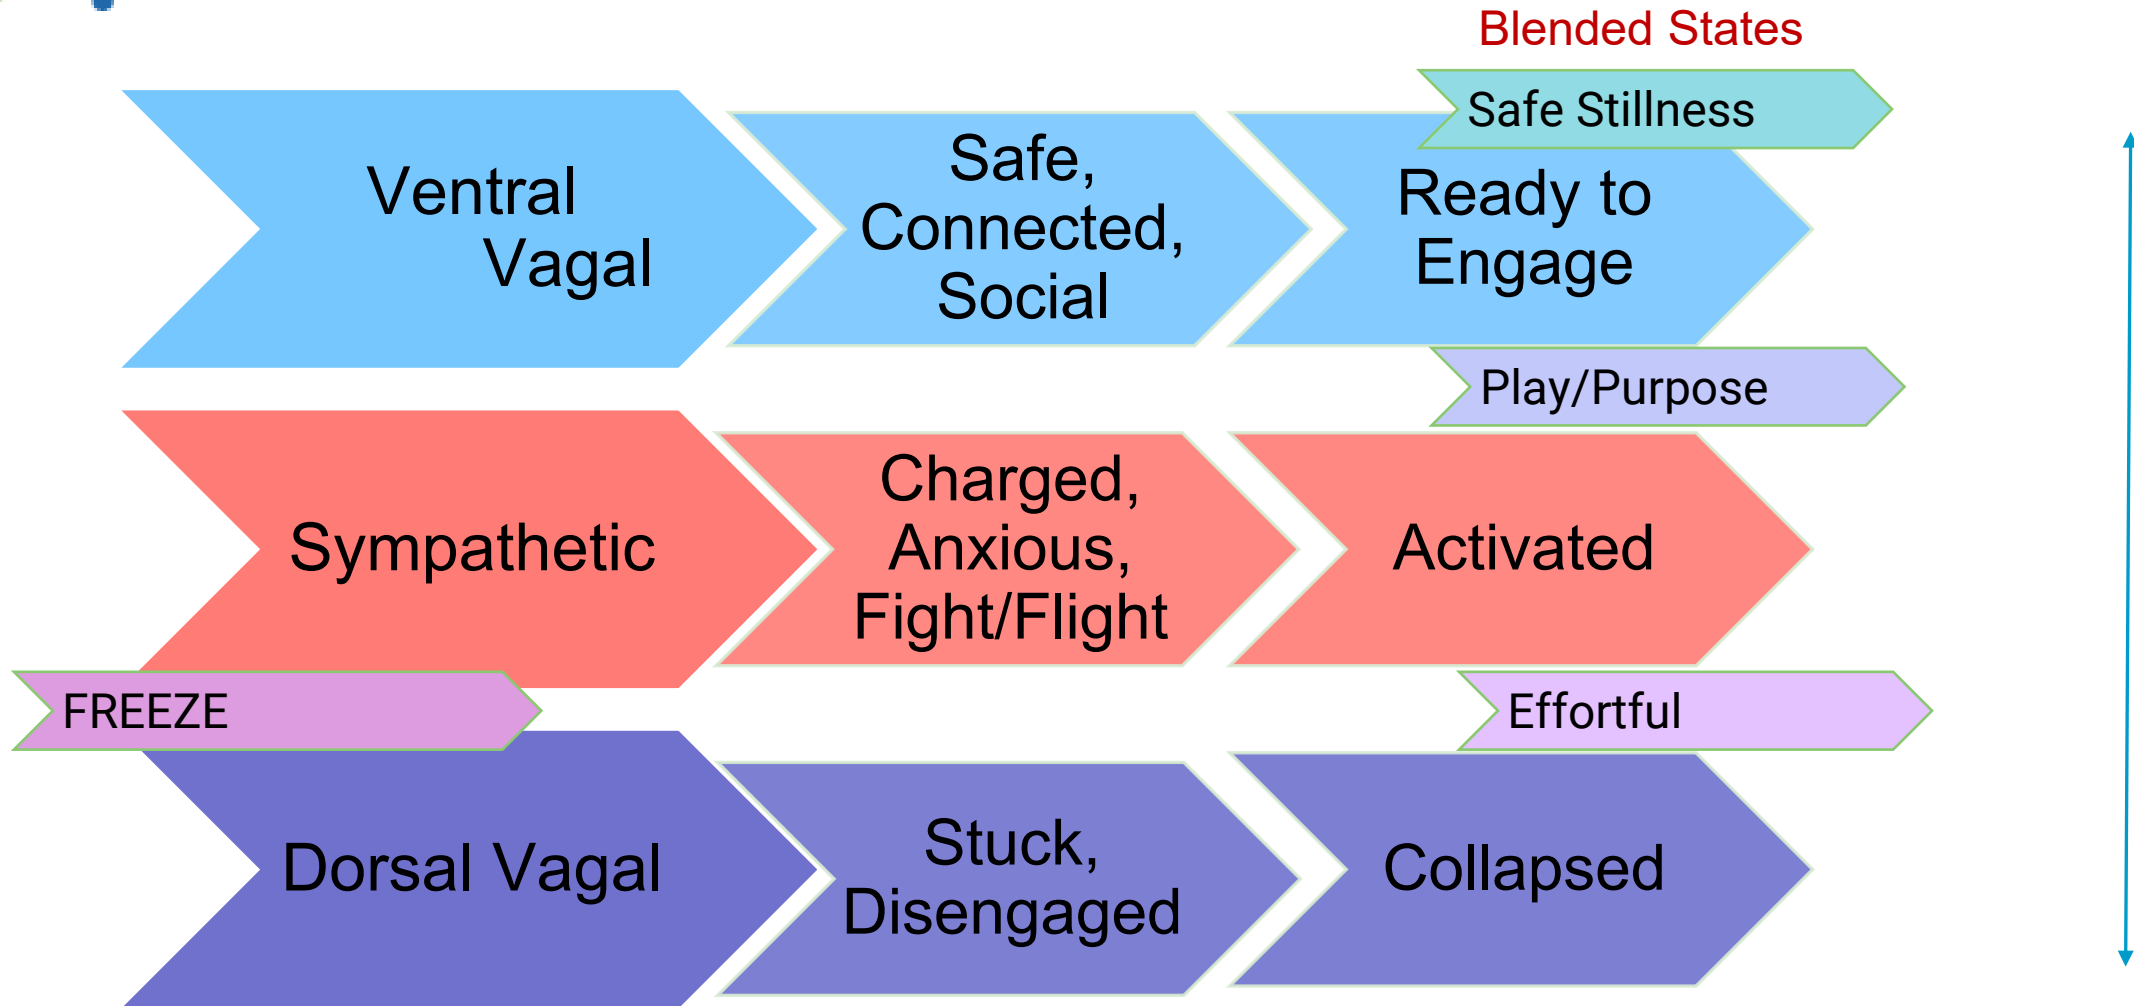 Blended States
Safe Stillness
Ventral
Vagal
Safe,
Connected,
Social
Ready to
Engage
Play/Purpose
Sympathetic
Charged,
Anxious,
Fight/Flight
Activated
FREEZE
Effortful
Dorsal Vagal
Stuck,
Disengaged
Collapsed